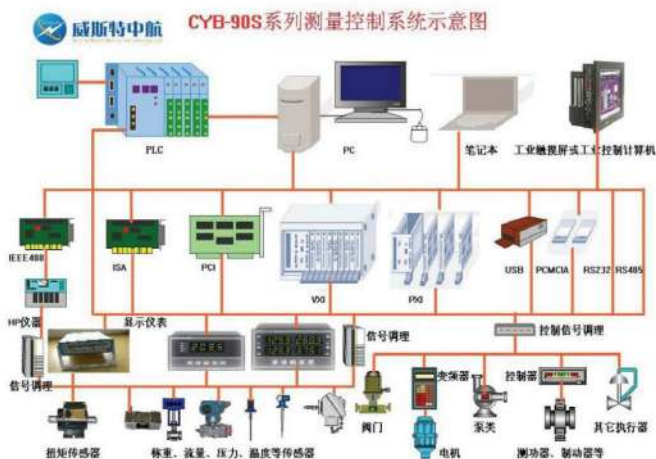 威斯特中航
CYB-90S系列测量控制系统示意图
PLC
PC
笔记本
工业触摸屏或工业控制计算机
IEEE488
ISA
PCI
VXI
PXI
USB
PCMCIA
RS232
RS485
HP仪器
显示仪表
信号调理
控制信号调理
信号调理
阀门
变频器
泵类
控制器
其它执行器
扭矩传感器
称重、流量、压力、温度等传感器
电机
测功器、制动器等